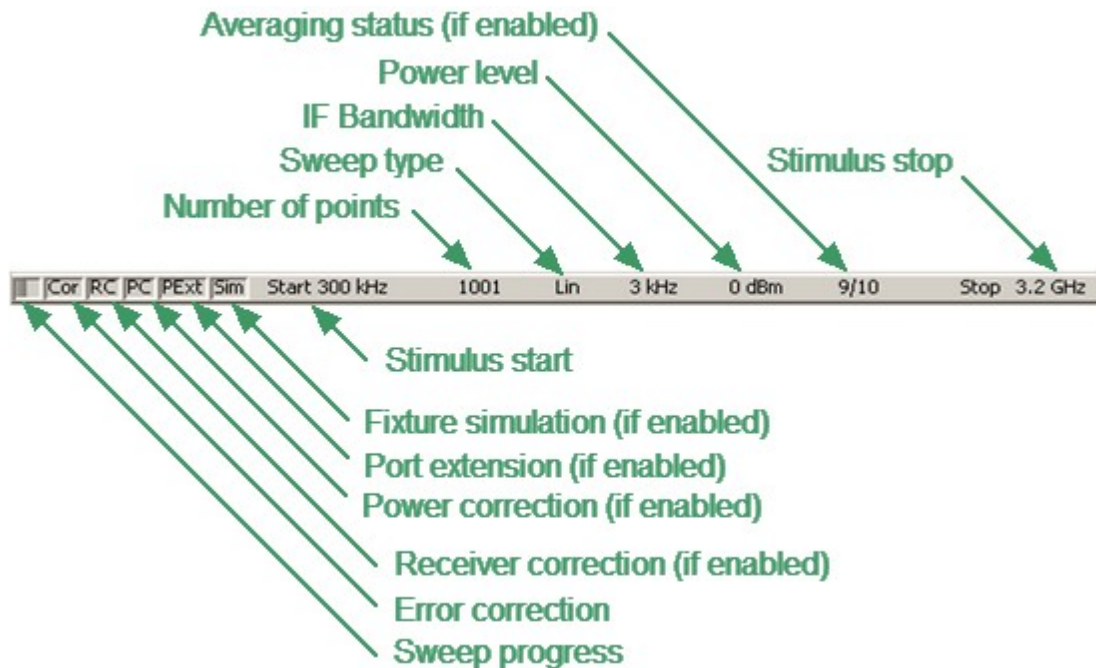 Averaging status (if enabled)
Power level
IF Bandwidth
Sweep type
Stimulus stop
Number of points
Cor RC PC PExt Sim Start 300 kHz 1001 Lin 3 kHz 0 dBm 9/10 Stop 3.2 GHz
Stimulus start
Fixture simulation (if enabled)
Port extension (if enabled)
Power correction (if enabled)
Receiver correction (if enabled)
Error correction
Sweep progress